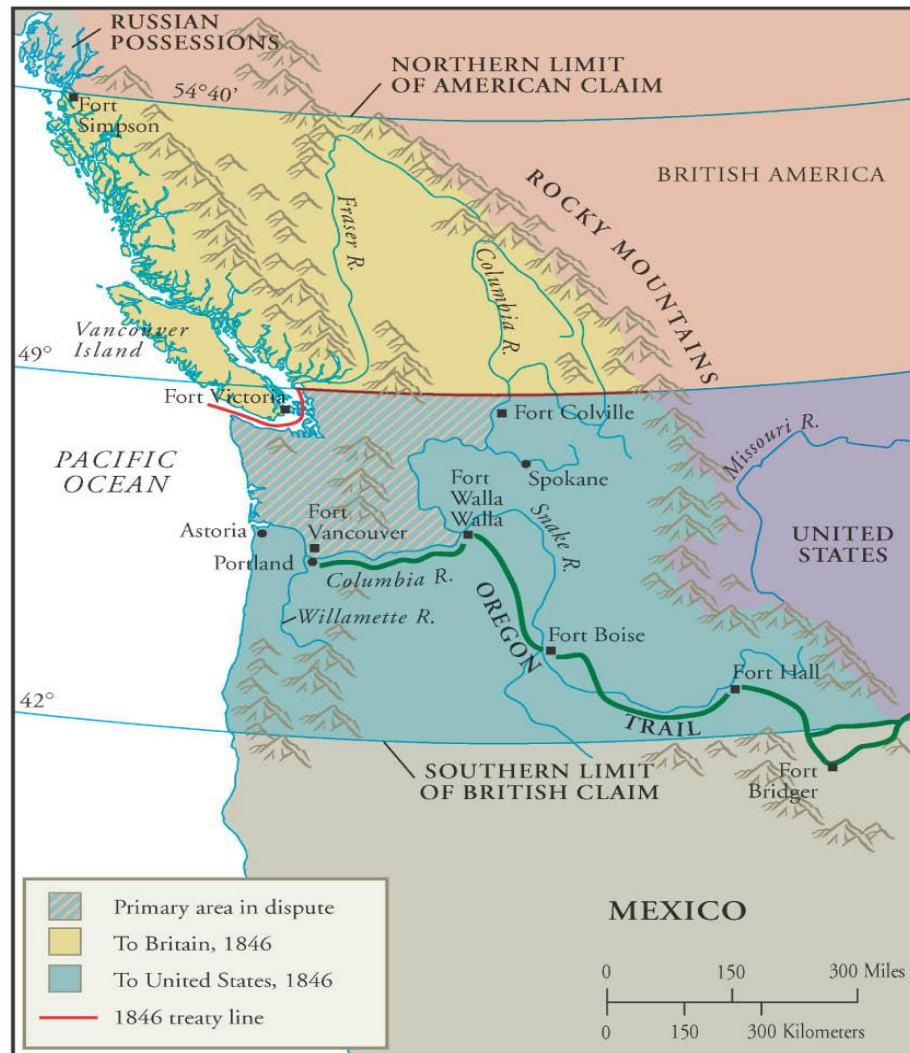 RUSSIAN
POSSESSIONS
NORTHERN LIMIT
OF AMERICAN CLAIM
54°40'
Fort
Simpson
BRITISH AMERICA
ROCKY MOUNTAINS
Fraser R.
Columbia R.
Vancouver
Island
49°
Fort Victoria
Fort Colville
Missouri R.
PACIFIC
OCEAN
Spokane
Fort
Walla
Walla
Snake R.
UNITED
STATES
Astoria
Fort
Vancouver
Portland
Columbia R.
Willamette R.
OREGON
TRAIL
Fort Boise
Fort Hall
42°
SOUTHERN LIMIT
OF BRITISH CLAIM
Fort
Bridger
MEXICO
Primary area in dispute
To Britain, 1846
To United States, 1846
1846 treaty line
0 150 300 Miles
0 150 300 Kilometers